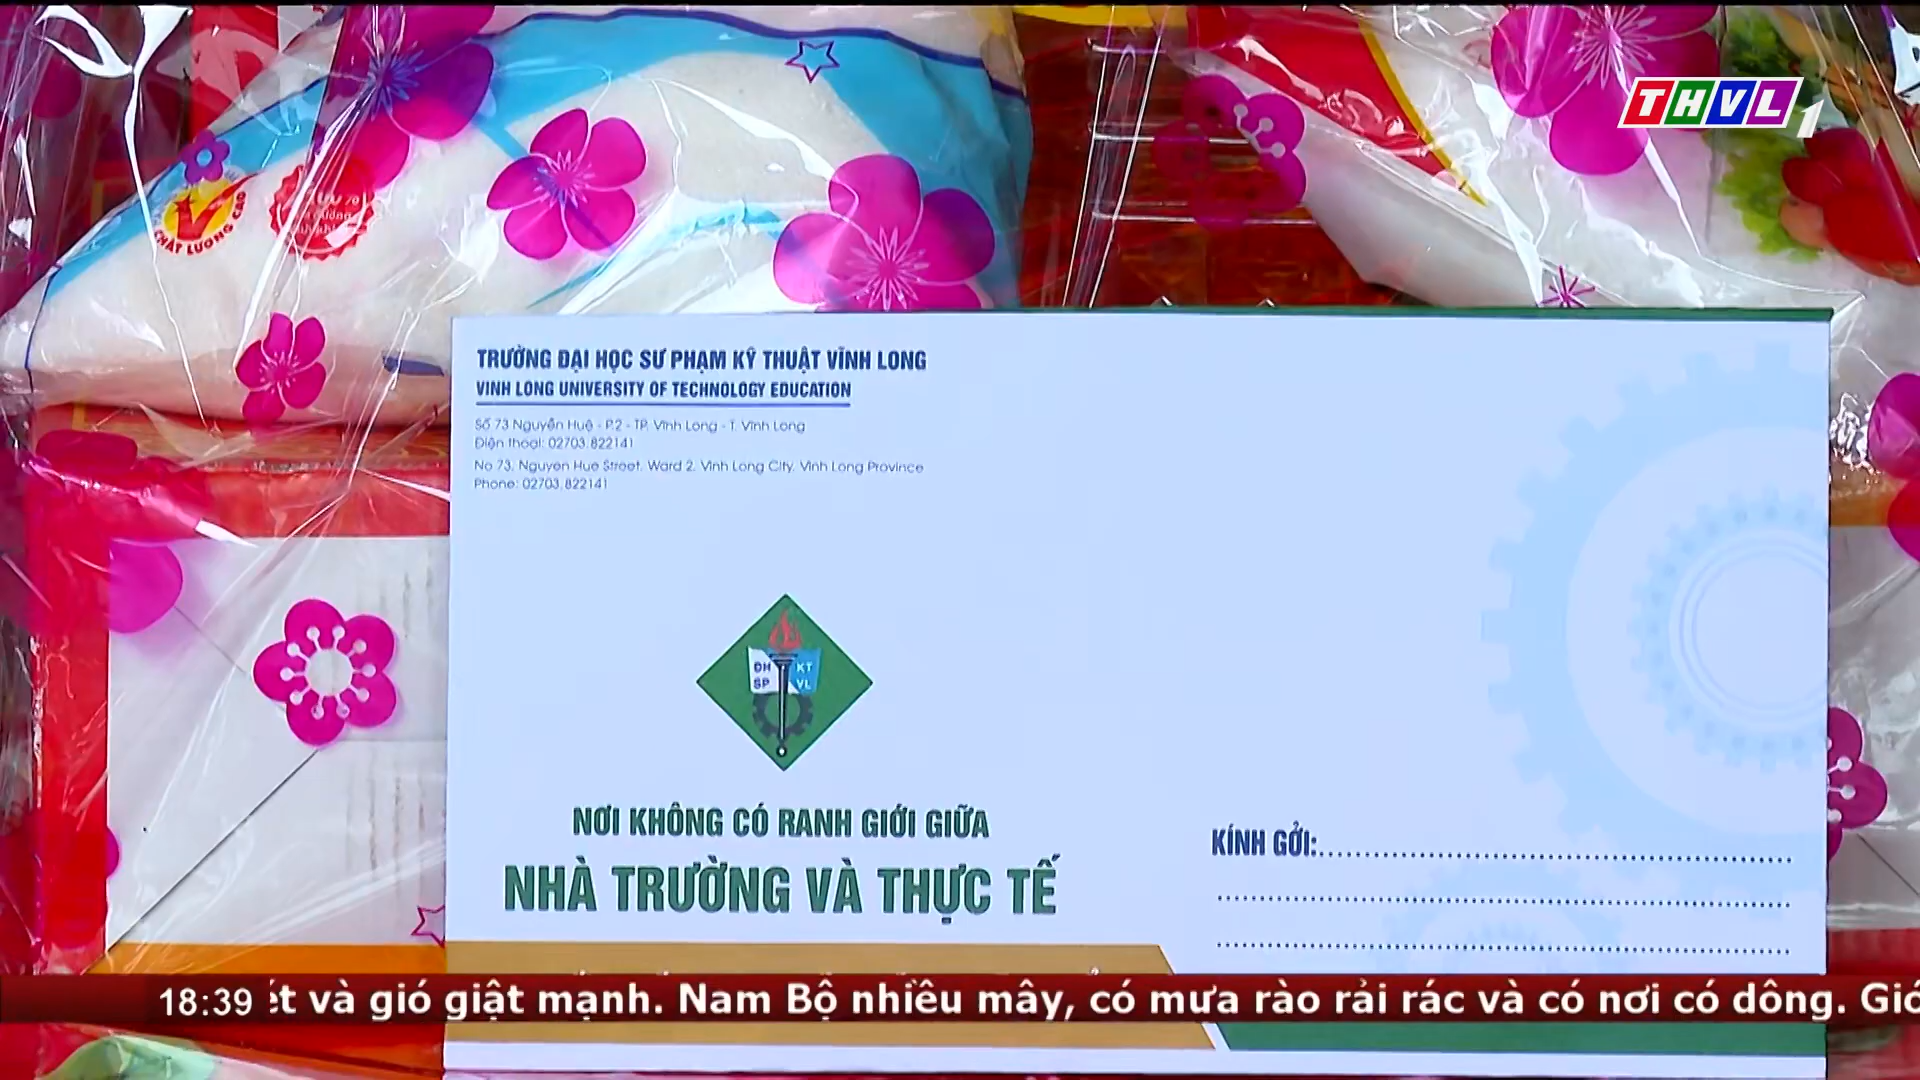 THVL1
CHẤT LƯỢNG CAO
TRƯỜNG ĐẠI HỌC SƯ PHẠM KỸ THUẬT VĨNH LONG
VINH LONG UNIVERSITY OF TECHNOLOGY EDUCATION
Số 73 Nguyễn Huệ - P.2 - TP. Vĩnh Long - T. Vĩnh Long
Điện thoại: 02703.822141
No 73, Nguyen Hue Street, Ward 2, Vinh Long City, Vinh Long Province
Phone: 02703.822141
ĐH KT
SP VL
NƠI KHÔNG CÓ RANH GIỚI GIỮA
NHÀ TRƯỜNG VÀ THỰC TẾ
KÍNH GỞI:
18:39 ét và gió giật mạnh. Nam Bộ nhiều mây, có mưa rào rải rác và có nơi có dông. Gió